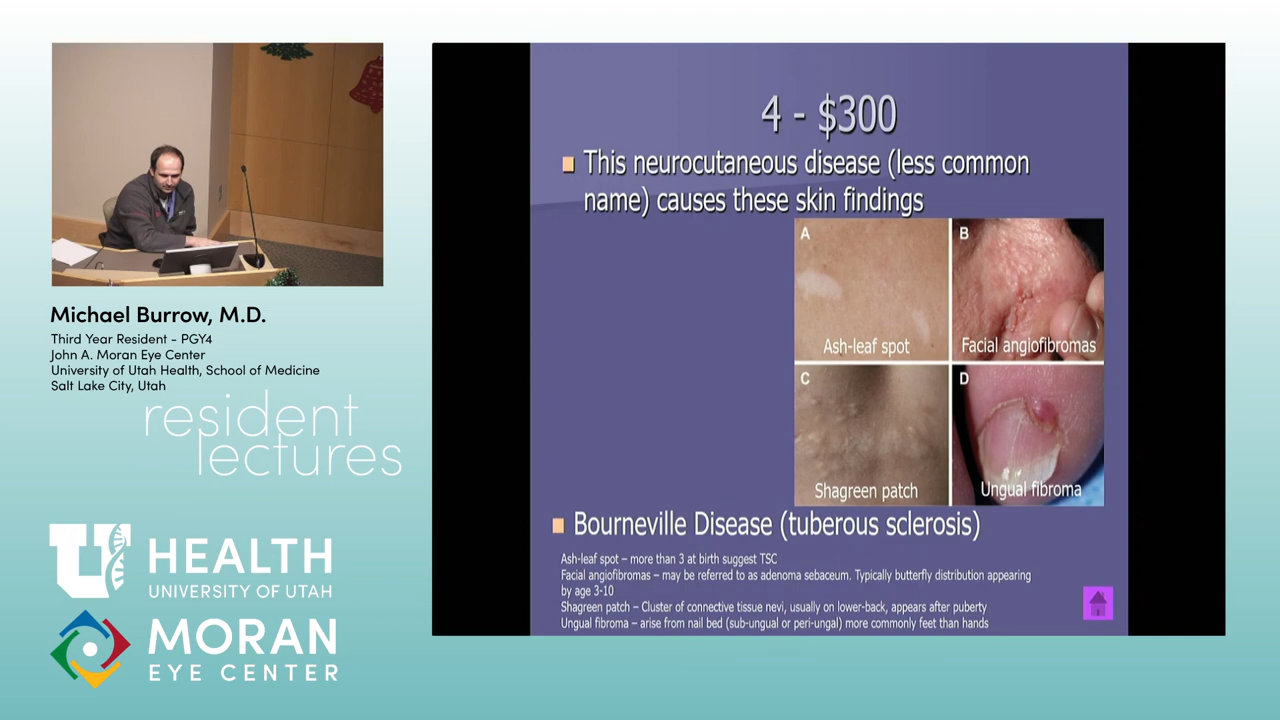 Michael Burrow, M.D.
Third Year Resident - PGY4
John A. Moran Eye Center
University of Utah Health, School of Medicine
Salt Lake City, Utah
resident
lectures
U
HEALTH
UNIVERSITY OF UTAH
MORAN
EYE CENTER
4 - $300
This neurocutaneous disease (less common
name) causes these skin findings
A
B
Ash-leaf spot
Facial angiofibromas
C
D
Shagreen patch
Ungual fibroma
Bourneville Disease (tuberous sclerosis)
Ash-leaf spot – more than 3 at birth suggest TSC
Facial angiofibromas – may be referred to as adenoma sebaceum. Typically butterfly distribution appearing
by age 3-10
Shagreen patch – Cluster of connective tissue nevi, usually on lower-back, appears after puberty
Ungual fibroma – arise from nail bed (sub-ungual or peri-ungal) more commonly feet than hands